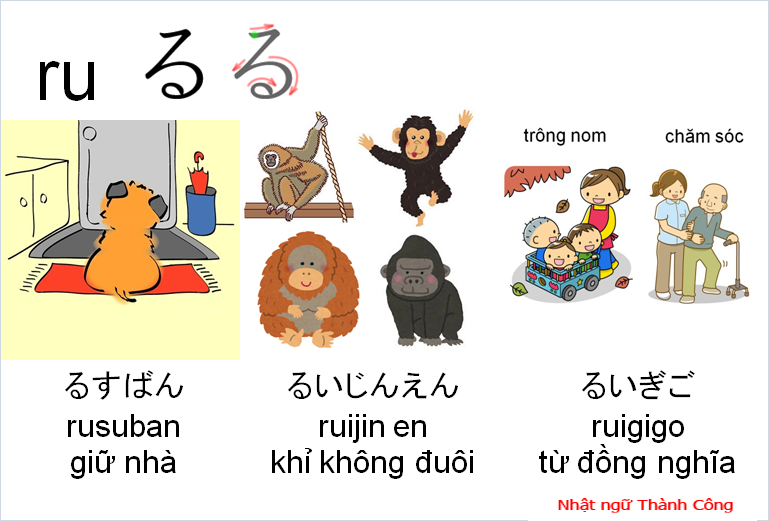 ru る る
trông nom
chăm sóc
るすばん
rusuban
giữ nhà
るいじんえん
ruijin en
khỉ không đuôi
るいぎご
ruigigo
từ đồng nghĩa
Nhật ngữ Thành Công